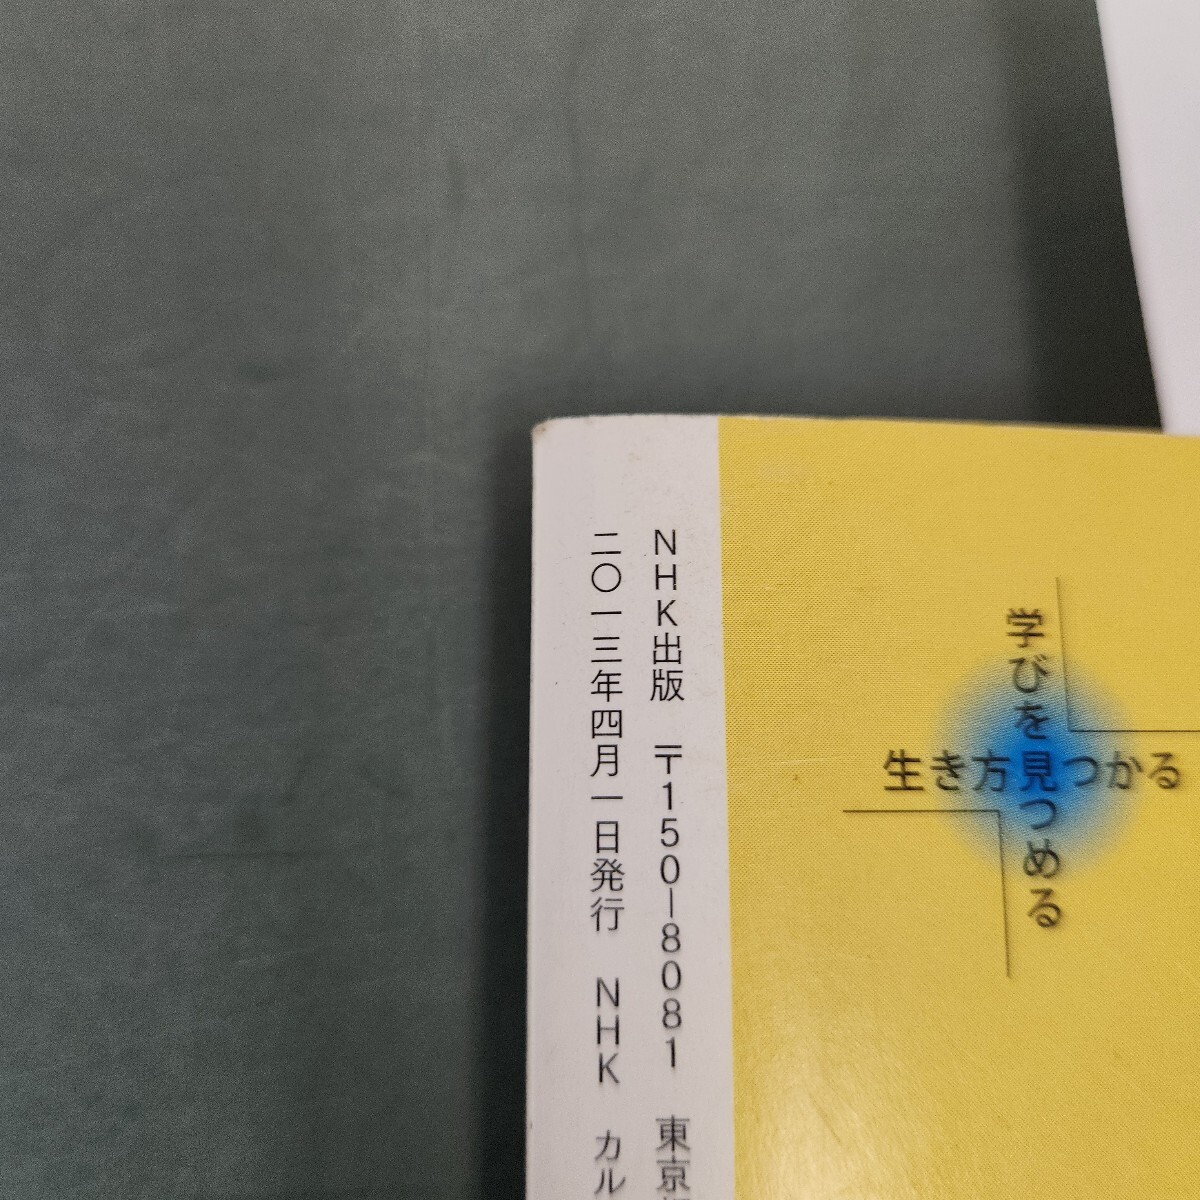 NHK出版 〒150-8081 東京
二〇一三年四月一日発行 NHK カル
学びを見つめる
生き方見つかる